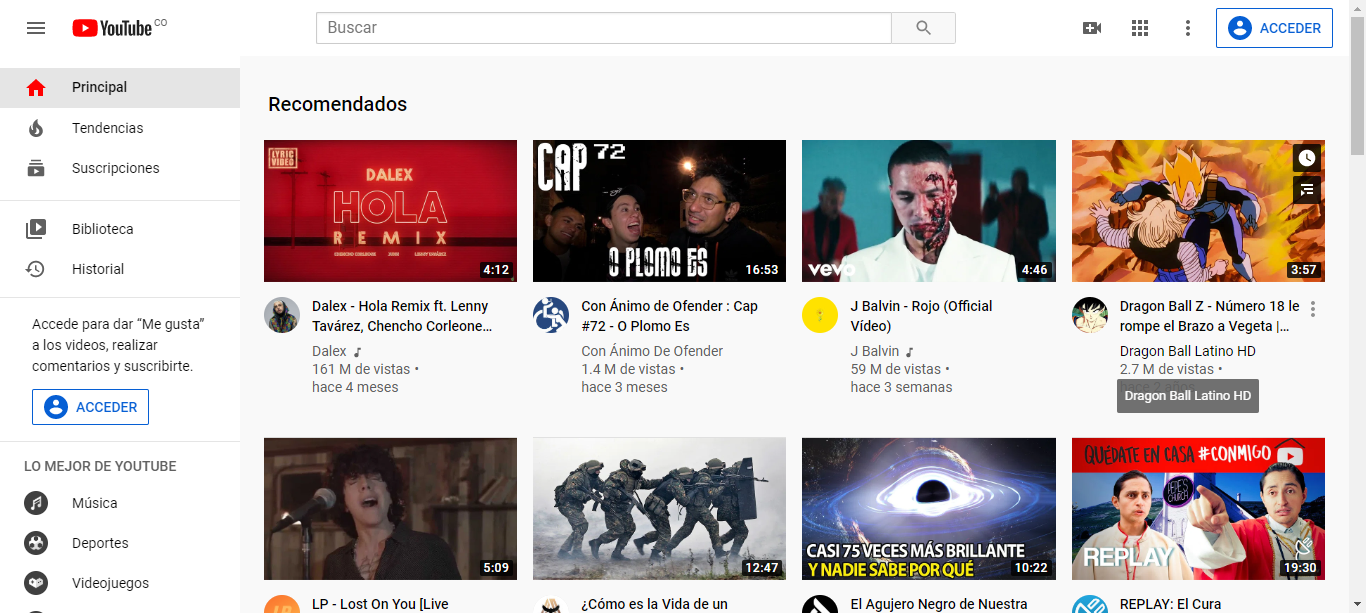 YouTube CO
Buscar
ACCEDER
Principal
Tendencias
Suscripciones
Biblioteca
Historial
Accede para dar “Me gusta”
a los videos, realizar
comentarios y suscribirte.
ACCEDER
LO MEJOR DE YOUTUBE
Música
Deportes
Videojuegos
Recomendados
LYRIC
VIDEO
DALEX
HOLA
REMIX
CHENCHO CORLEONE JUHN LENNY TAVÁREZ
4:12
Dalex - Hola Remix ft. Lenny
Tavárez, Chencho Corleone...
Dalex
161 M de vistas •
hace 4 meses
CAP 72
O PLOMO ES
16:53
Con Ánimo de Ofender : Cap
#72 - O Plomo Es
Con Ánimo De Ofender
1.4 M de vistas •
hace 3 meses
vevo
4:46
J Balvin - Rojo (Official
Vídeo)
J Balvin
59 M de vistas •
hace 3 semanas
3:57
Dragon Ball Z - Número 18 le
rompe el Brazo a Vegeta |...
Dragon Ball Latino HD
2.7 M de vistas •
hace 2 años
Dragon Ball Latino HD
5:09
LP
LP - Lost On You [Live
12:47
¿Cómo es la Vida de un
CASI 75 VECES MÁS BRILLANTE
Y NADIE SABE POR QUÉ
10:22
El Agujero Negro de Nuestra
QUÉDATE EN CASA #CONMIGO
PEPE'S
CHURCH
REPLAY
19:30
REPLAY: El Cura